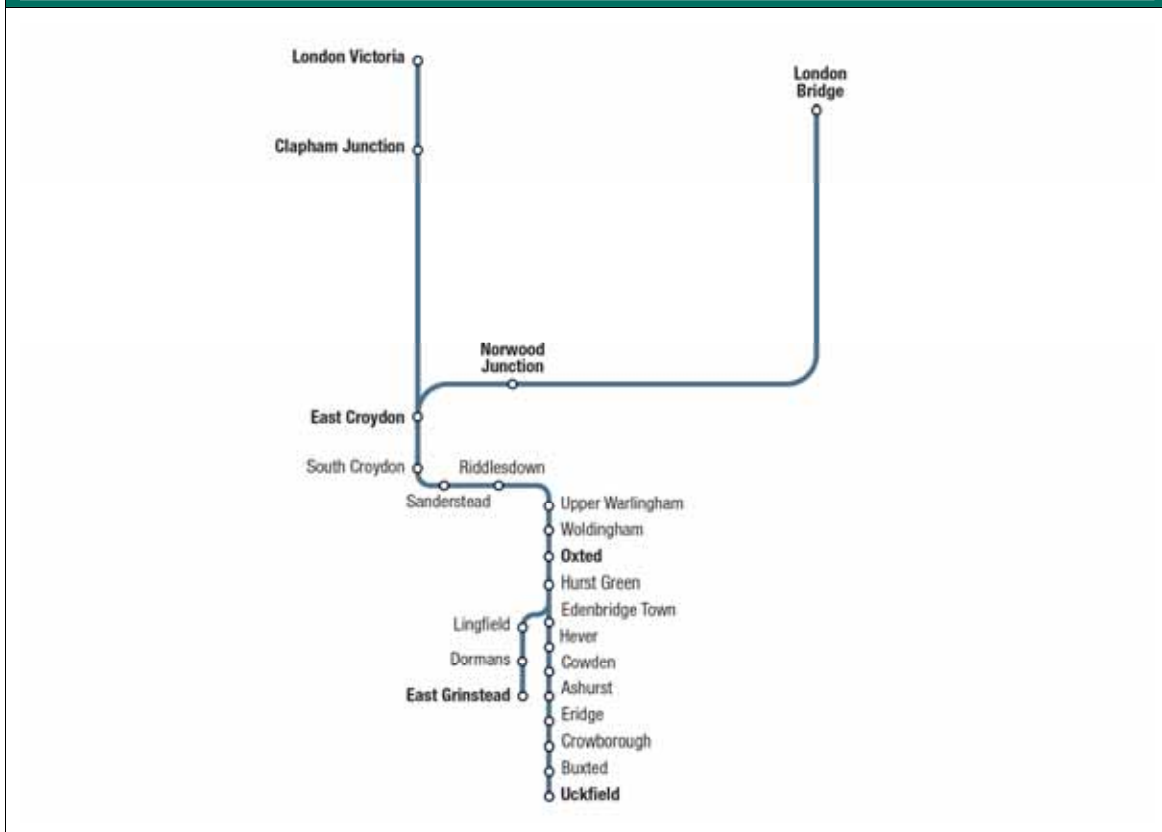 London Victoria
London
Bridge
Clapham Junction
Norwood
Junction
East Croydon
South Croydon
Riddlesdown
Sanderstead
Upper Warlingham
Woldingham
Oxted
Hurst Green
Edenbridge Town
Lingfield
Hever
Dormans
Cowden
East Grinstead
Ashurst
Eridge
Crowborough
Buxted
Uckfield